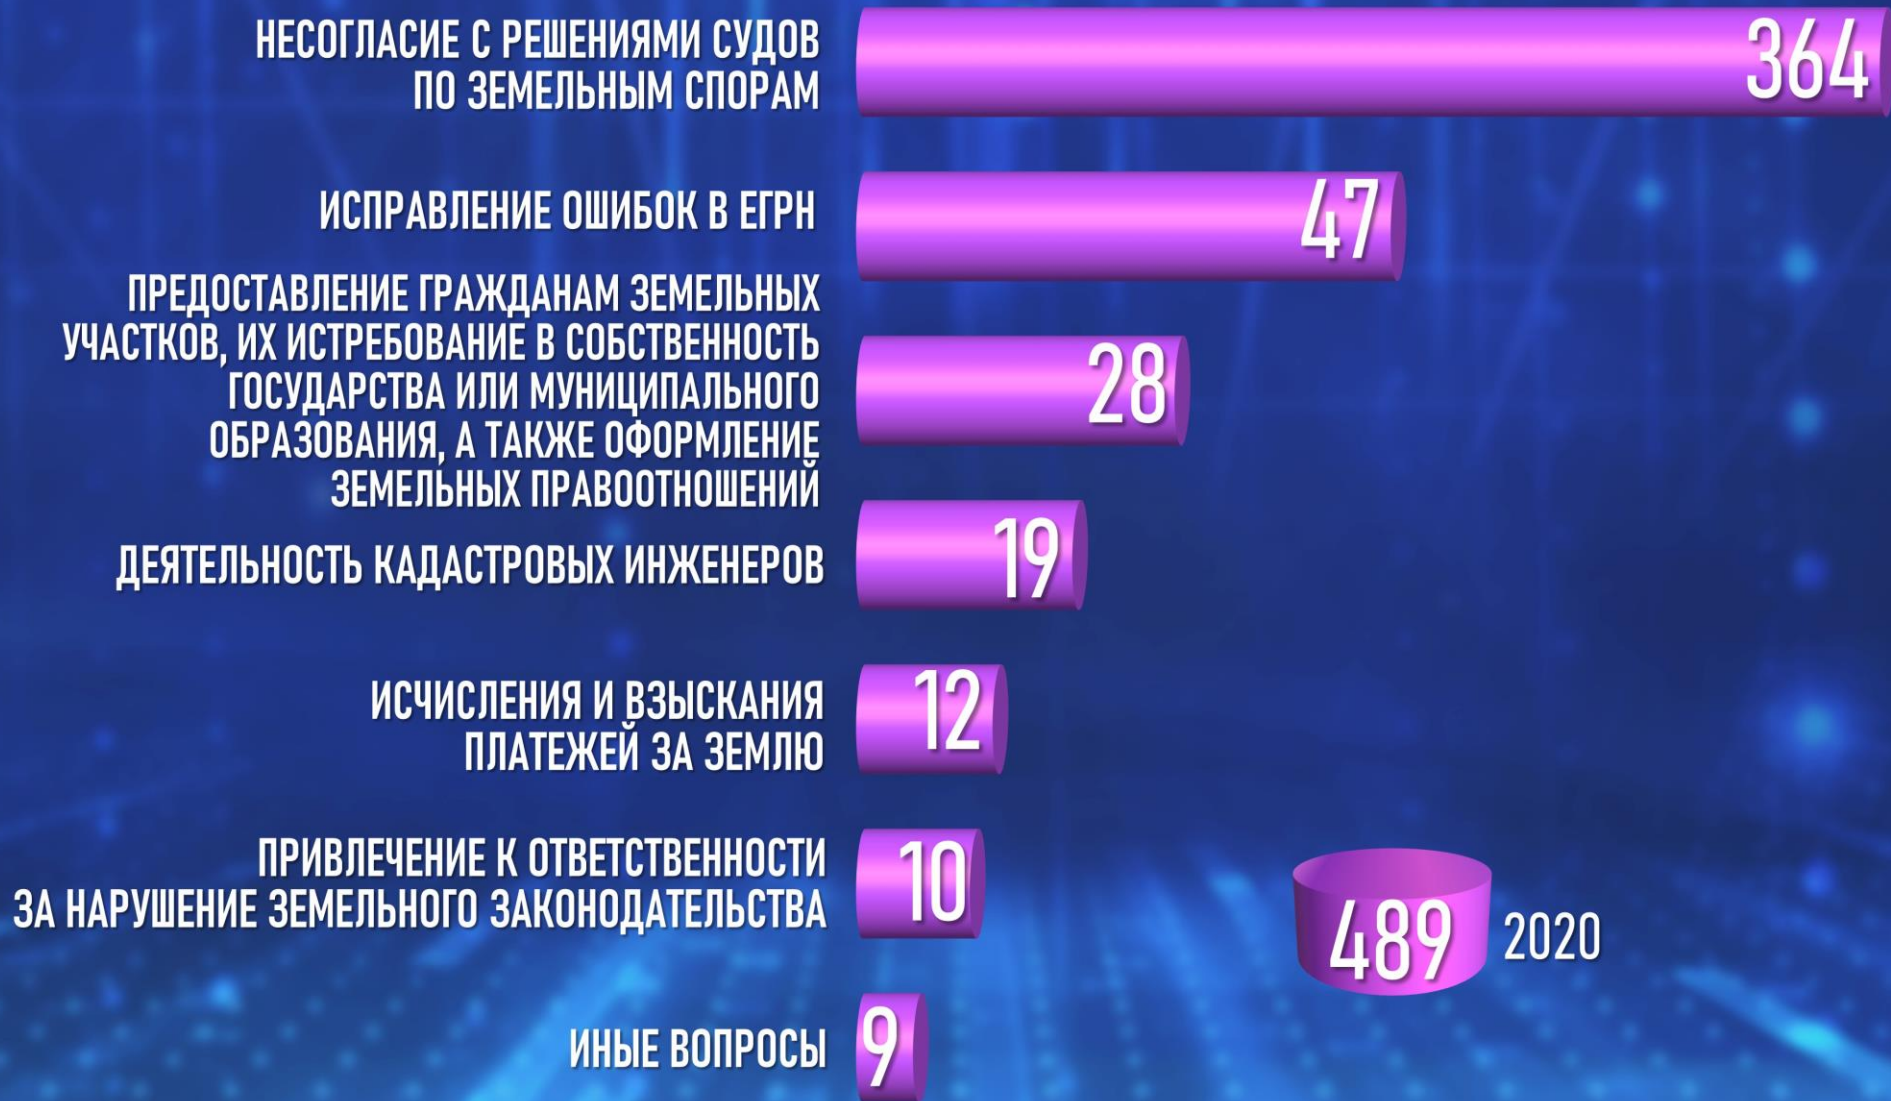 НЕСОГЛАСИЕ С РЕШЕНИЯМИ СУДОВ
ПО ЗЕМЕЛЬНЫМ СПОРАМ
364
ИСПРАВЛЕНИЕ ОШИБОК В ЕГРН
47
ПРЕДОСТАВЛЕНИЕ ГРАЖДАНАМ ЗЕМЕЛЬНЫХ
УЧАСТКОВ, ИХ ИСТРЕБОВАНИЕ В СОБСТВЕННОСТЬ
ГОСУДАРСТВА ИЛИ МУНИЦИПАЛЬНОГО
ОБРАЗОВАНИЯ, А ТАКЖЕ ОФОРМЛЕНИЕ
ЗЕМЕЛЬНЫХ ПРАВООТНОШЕНИЙ
28
ДЕЯТЕЛЬНОСТЬ КАДАСТРОВЫХ ИНЖЕНЕРОВ
19
ИСЧИСЛЕНИЯ И ВЗЫСКАНИЯ
ПЛАТЕЖЕЙ ЗА ЗЕМЛЮ
12
ПРИВЛЕЧЕНИЕ К ОТВЕТСТВЕННОСТИ
ЗА НАРУШЕНИЕ ЗЕМЕЛЬНОГО ЗАКОНОДАТЕЛЬСТВА
10
489 2020
ИНЫЕ ВОПРОСЫ
9